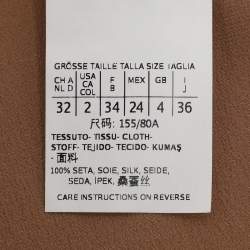 GRÖSSE TAILLE TALLA SIZE TAGLIA
CH A NL D USA CA F B MEX GB I J
32 2 34 24 4 36
尺码: 155/80A
TESSUTO- TISSU- CLOTH-
STOFF- TEJIDO- TECIDO- KUMAŞ
- 面料
100% SETA, SOIE, SILK, SEIDE,
SEDA, İPEK, 桑蚕丝
CARE INSTRUCTIONS ON REVERSE